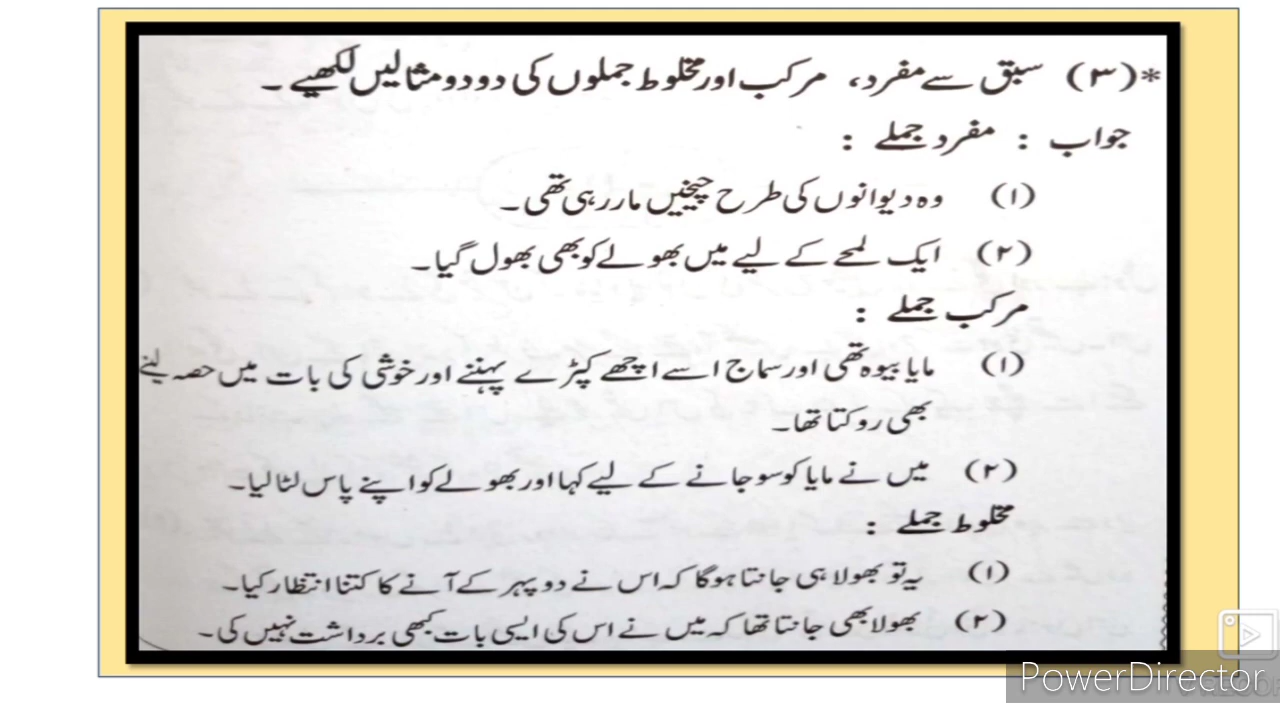 *(۳) سبق سے مفرد، مرکب اور مخلوط جملوں کی دو دو مثالیں لکھیے۔
جواب : مفرد جملے :
(۱) وہ دیوانوں کی طرح چیخیں مار رہی تھی۔
(۲) ایک لمحے کے لیے میں بھولے کو بھی بھول گیا۔
مرکب جملے :
(۱) مایا بیوہ تھی اور سماج اسے اچھے کپڑے پہننے اور خوشی کی بات میں حصہ لینے
بھی روکتا تھا۔
(۲) میں نے مایا کو سو جانے کے لیے کہا اور بھولے کو اپنے پاس لٹا لیا۔
مخلوط جملے :
(۱) یہ تو بھولا ہی جانتا ہوگا کہ اس نے دوپہر کے آنے کا کتنا انتظار کیا۔
(۲) بھولا بھی جانتا تھا کہ میں نے اس کی ایسی بات کبھی برداشت نہیں کی۔
PowerDirector